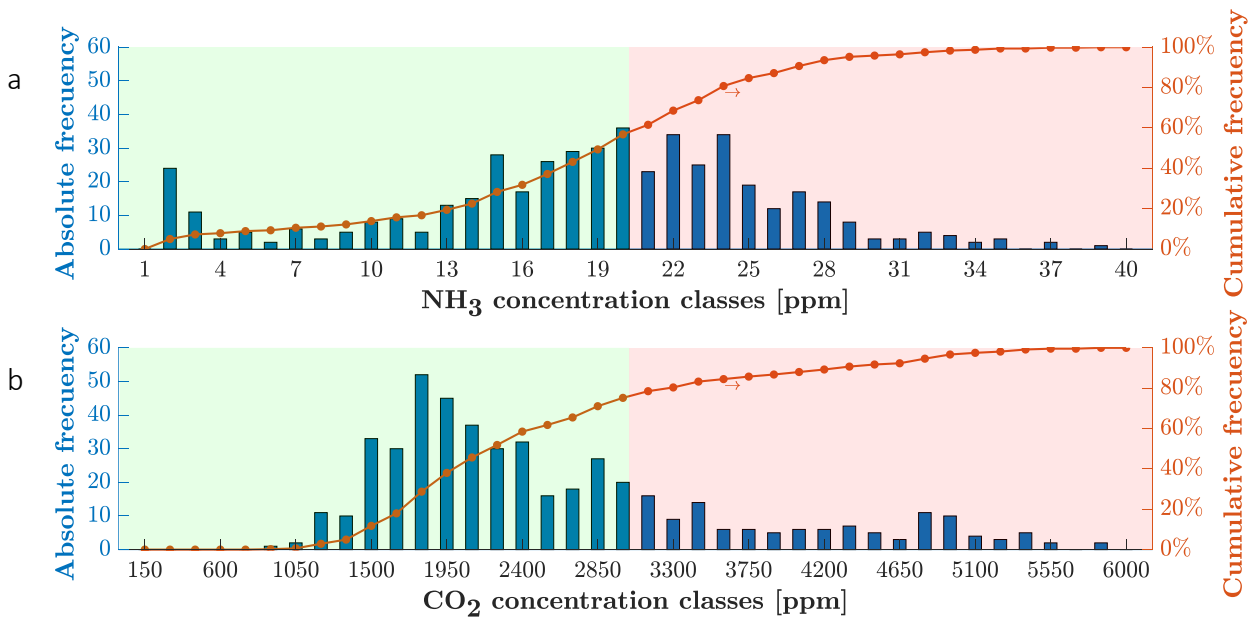 a
Absolute frecuency
60
50
40
30
20
10
0
100%
80%
60%
40%
20%
0%
Cumulative frecuency
→
1 4 7 10 13 16 19 22 25 28 31 34 37 40
NH3 concentration classes [ppm]
b
Absolute frecuency
60
50
40
30
20
10
0
100%
80%
60%
40%
20%
0%
Cumulative frecuency
→
150 600 1050 1500 1950 2400 2850 3300 3750 4200 4650 5100 5550 6000
CO2 concentration classes [ppm]